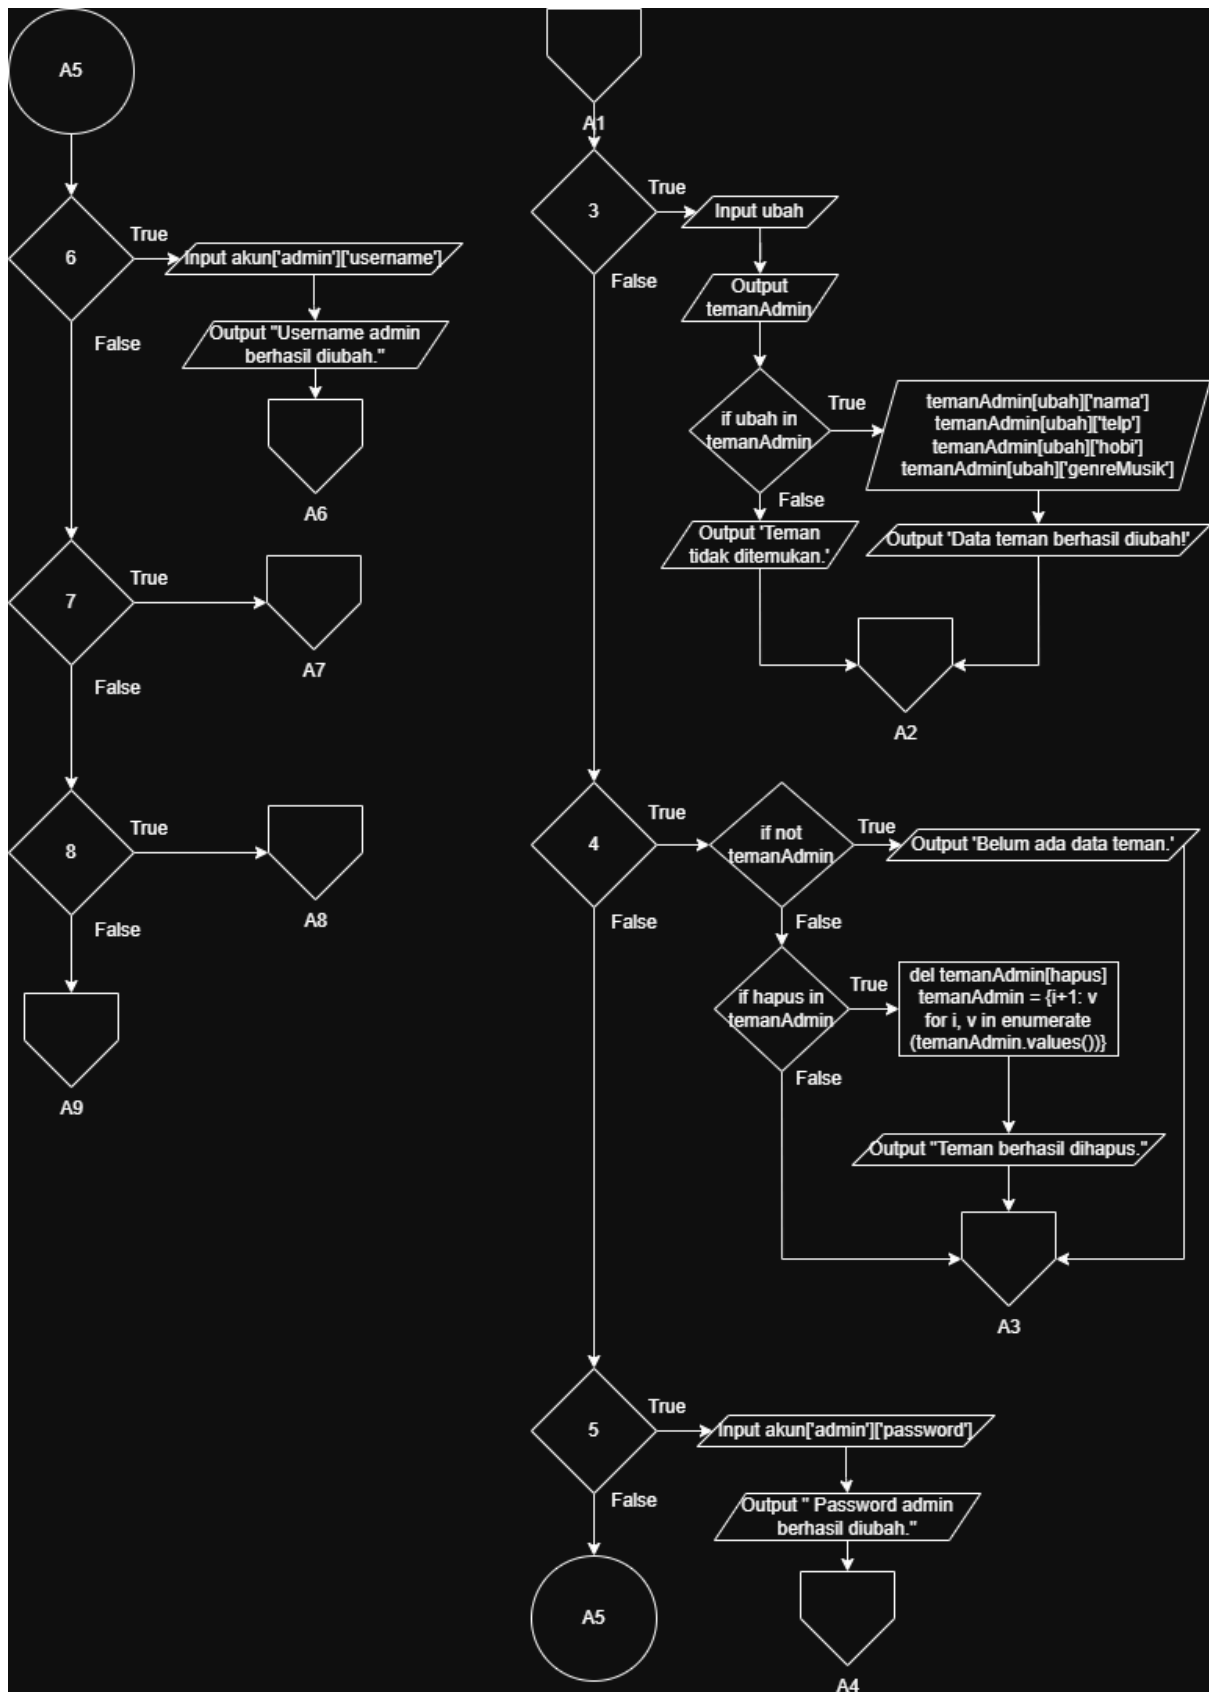 A5
6
True
Input akun['admin']['username']
False
Output "Username admin
berhasil diubah."
A6
7
True
A7
False
8
True
A8
False
A9
A1
3
True
Input ubah
False
Output
temanAdmin
if ubah in
temanAdmin
True
temanAdmin[ubah]['nama']
temanAdmin[ubah]['telp']
temanAdmin[ubah]['hobi']
temanAdmin[ubah]['genreMusik']
False
Output 'Teman
tidak ditemukan.'
Output 'Data teman berhasil diubah!'
A2
4
True
if not
temanAdmin
True
Output 'Belum ada data teman.'
False
False
if hapus in
temanAdmin
True
del temanAdmin[hapus]
temanAdmin = {i+1: v
for i, v in enumerate
(temanAdmin.values())}
False
Output "Teman berhasil dihapus."
A3
5
True
Input akun['admin']['password']
False
Output " Password admin
berhasil diubah."
A5
A4